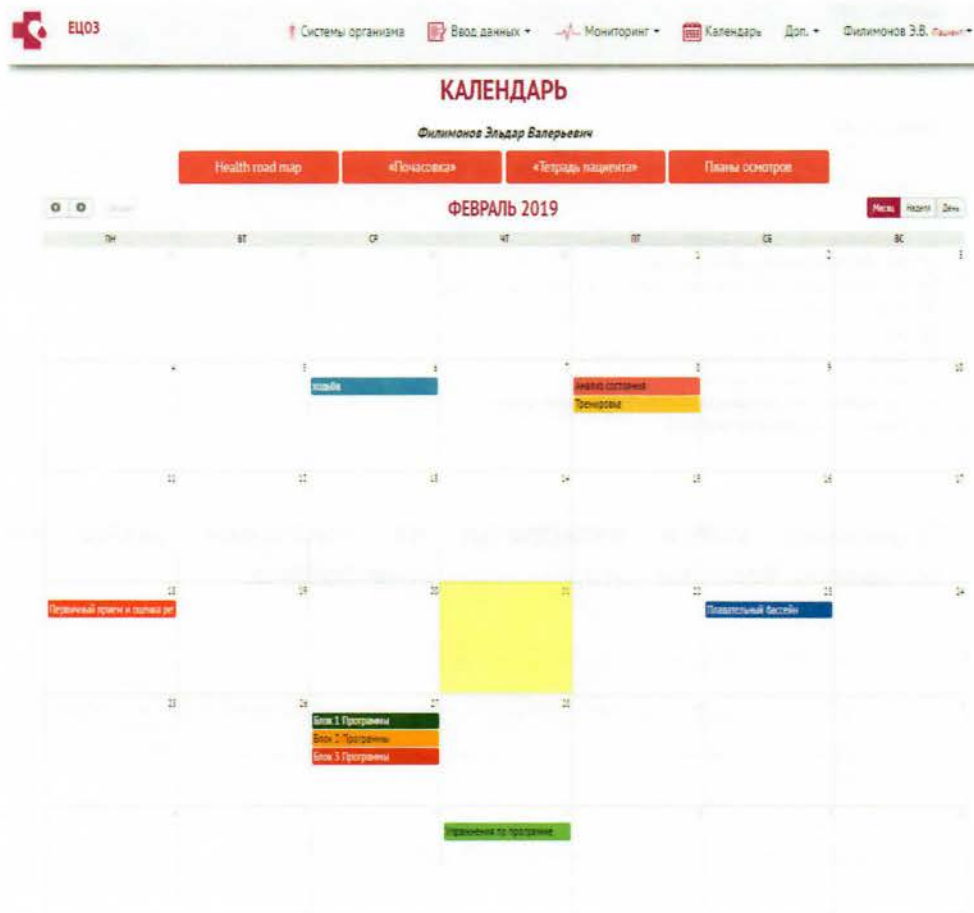 ЕЦОЗ
Системы организма Ввод данных Мониторинг Календарь Доп. Филимонов Э.В. Пациент
КАЛЕНДАРЬ
Филимонов Эльдар Валерьевич
Health road map «Почасовка» «Тетрадь пациента» Планы осмотров
ФЕВРАЛЬ 2019
Месяц Неделя День
ПН ВТ СР ЧТ ПТ СБ ВС
1 2 3
4 5 6 7 8 9 10
ходьба Анализ состояния
Тренировка
11 12 13 14 15 16 17
18 19 20 21 22 23 24
Первичный прием и оценка ре Плавательный бассейн
25 26 27 28
Блок 1 Программы
Блок 2 Программы
Блок 3 Программы
Упражнения по программе